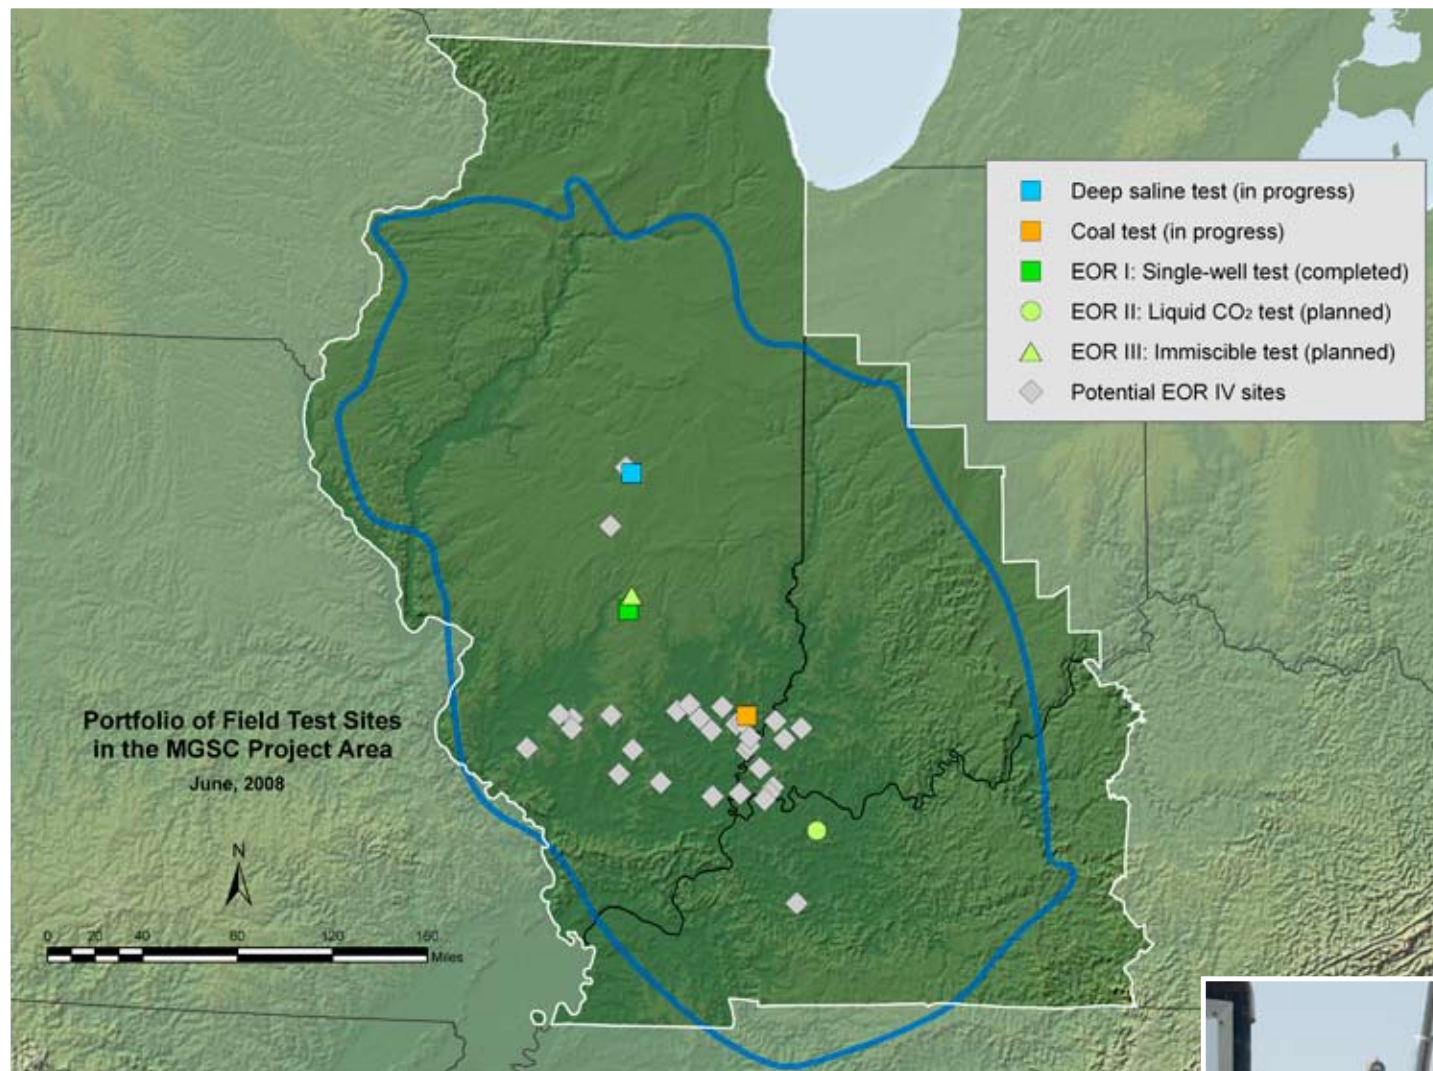 Deep saline test (in progress)
Coal test (in progress)
EOR I: Single-well test (completed)
EOR II: Liquid CO₂ test (planned)
EOR III: Immiscible test (planned)
Potential EOR IV sites
Portfolio of Field Test Sites
in the MGSC Project Area
June, 2008
N
0 20 40 80 120 160
Miles